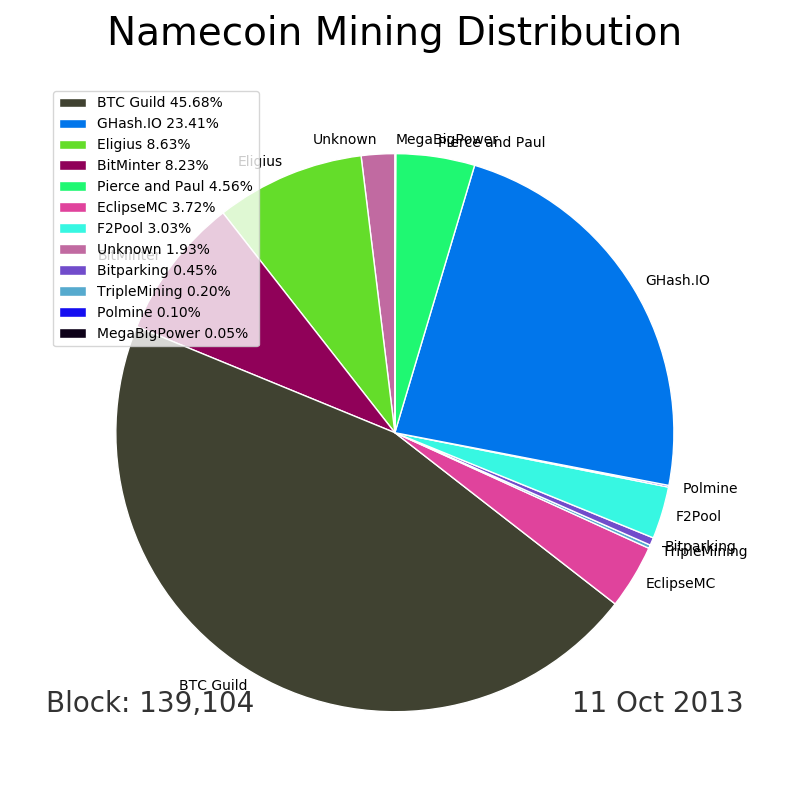 Namecoin Mining Distribution
BTC Guild 45.68%
GHash.IO 23.41%
Eligius 8.63%
BitMinter 8.23%
Pierce and Paul 4.56%
EclipseMC 3.72%
F2Pool 3.03%
Unknown 1.93%
Bitparking 0.45%
TripleMining 0.20%
Polmine 0.10%
MegaBigPower 0.05%
Unknown
MegaBigPower
Pierce and Paul
Eligius
BitMinter
GHash.IO
Polmine
F2Pool
Bitparking
TripleMining
EclipseMC
BTC Guild
Block: 139,104
11 Oct 2013